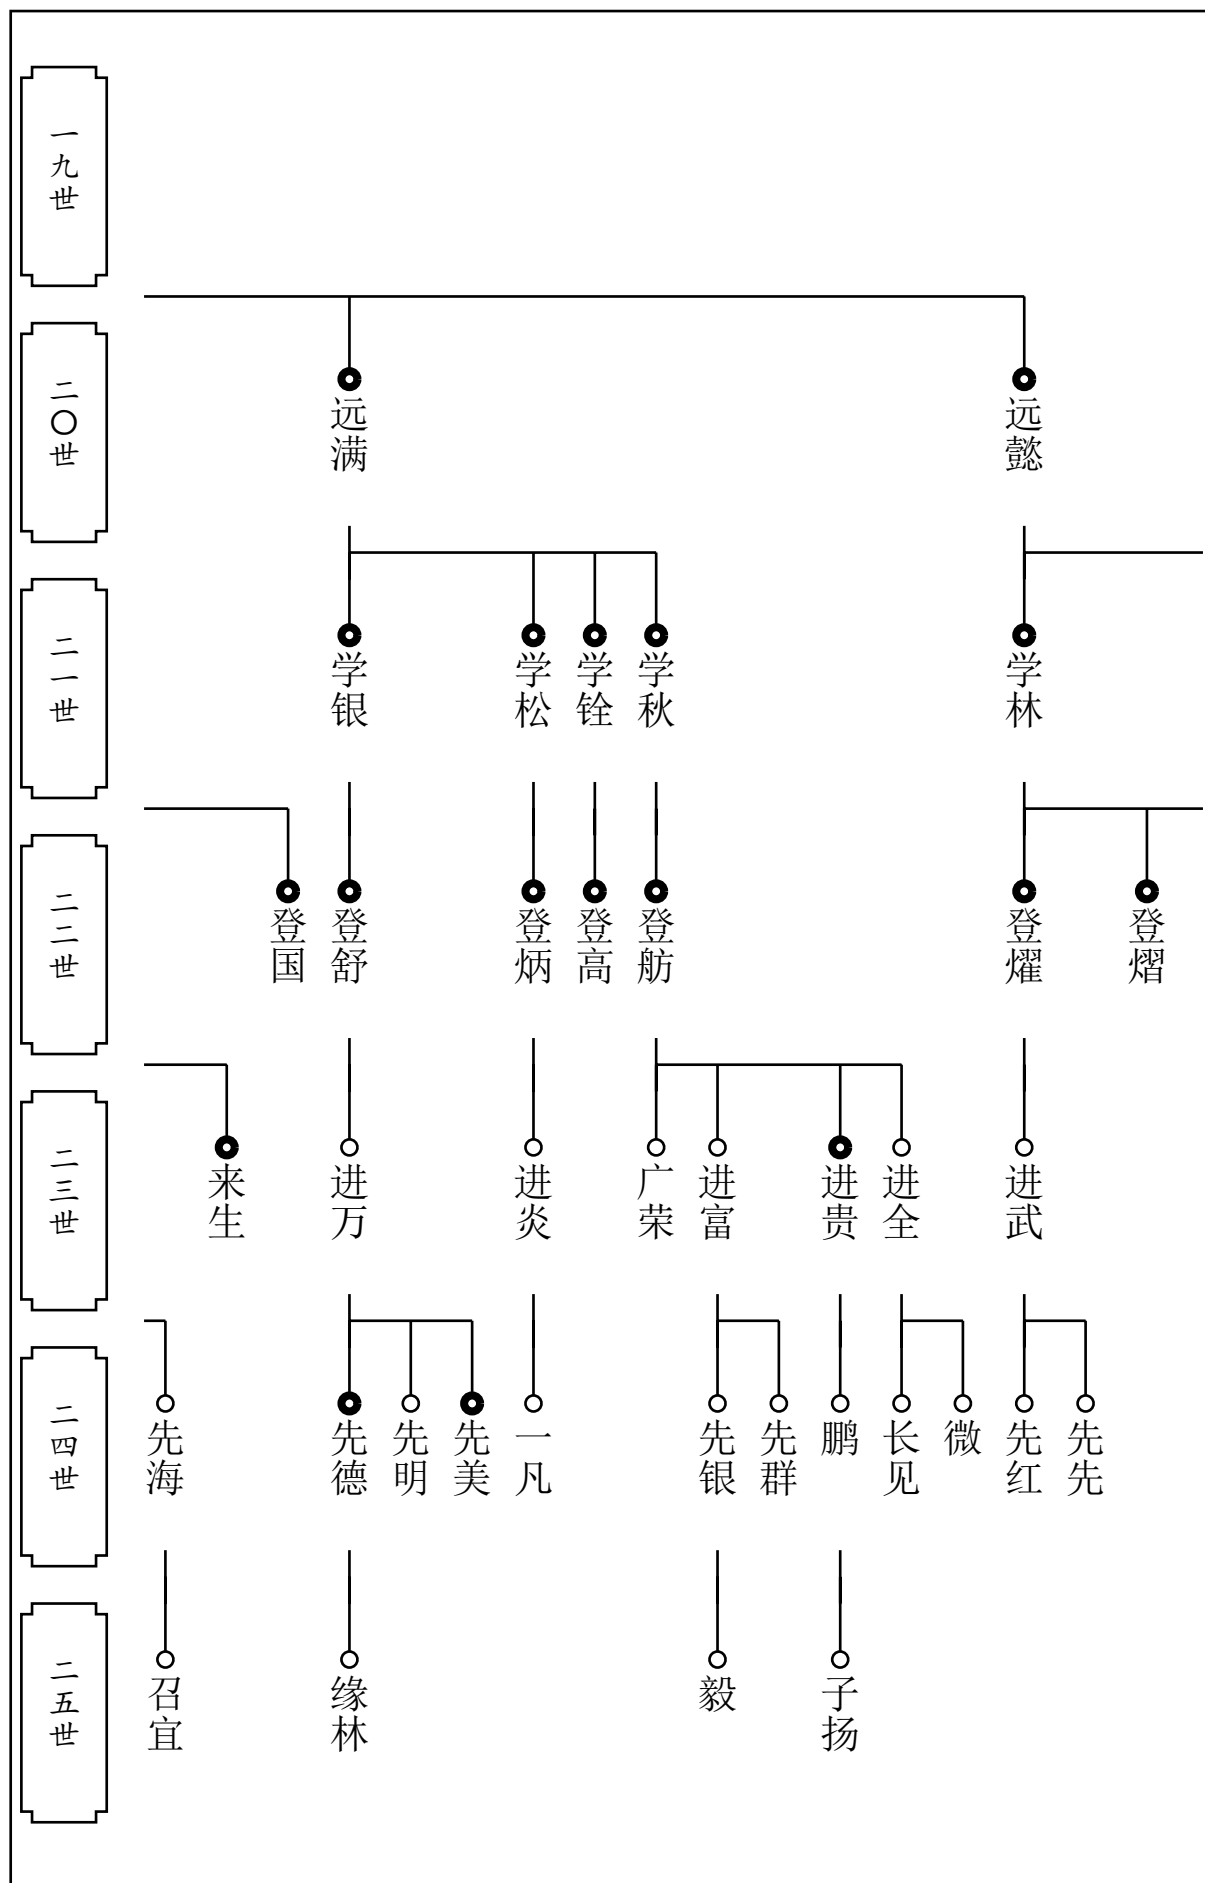 一九世
二〇世
二一世
二二世
二三世
二四世
二五世
远满
远懿
学银
学松
学铨
学秋
学林
登国
登舒
登炳
登高
登舫
登燿
登熠
来生
进万
进炎
广荣
进富
进贵
进全
进武
先海
先德
先明
先美
一凡
先银
先群
鹏
长见
微
先红
先先
召宜
缘林
毅
子扬